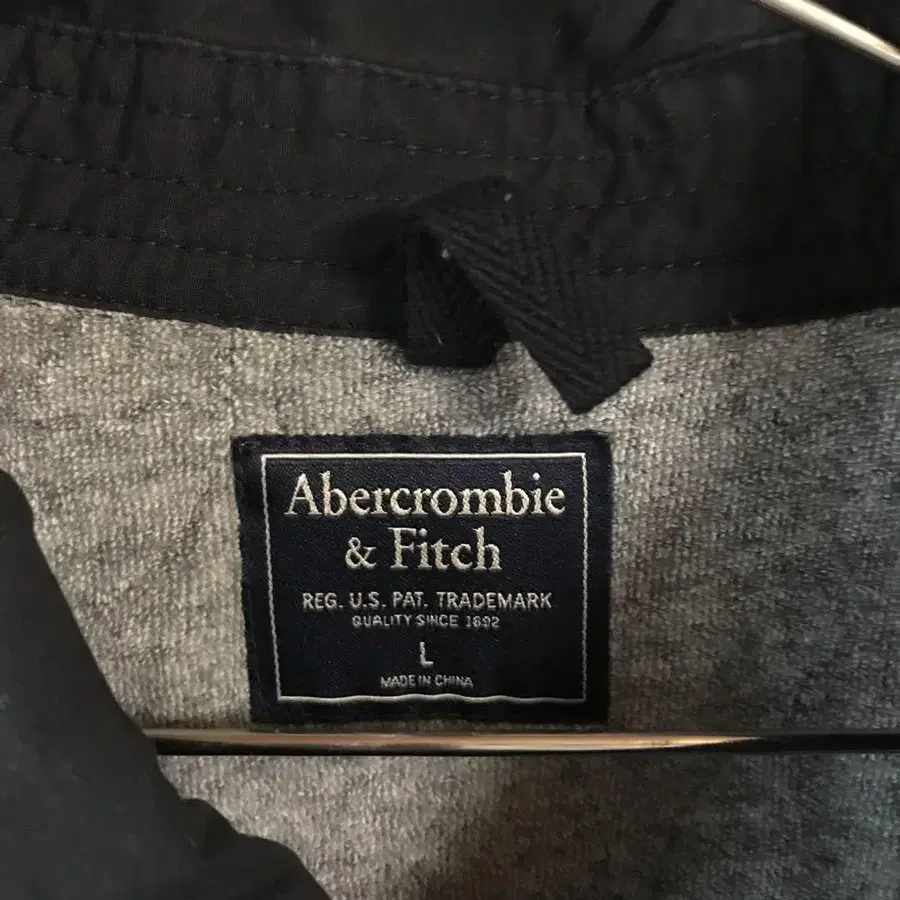 Abercrombie
& Fitch
REG. U.S. PAT. TRADEMARK
QUALITY SINCE 1892
L
MADE IN CHINA